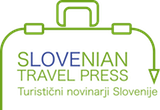 SLOVENIAN
TRAVEL PRESS
Turistični novinarji Slovenije